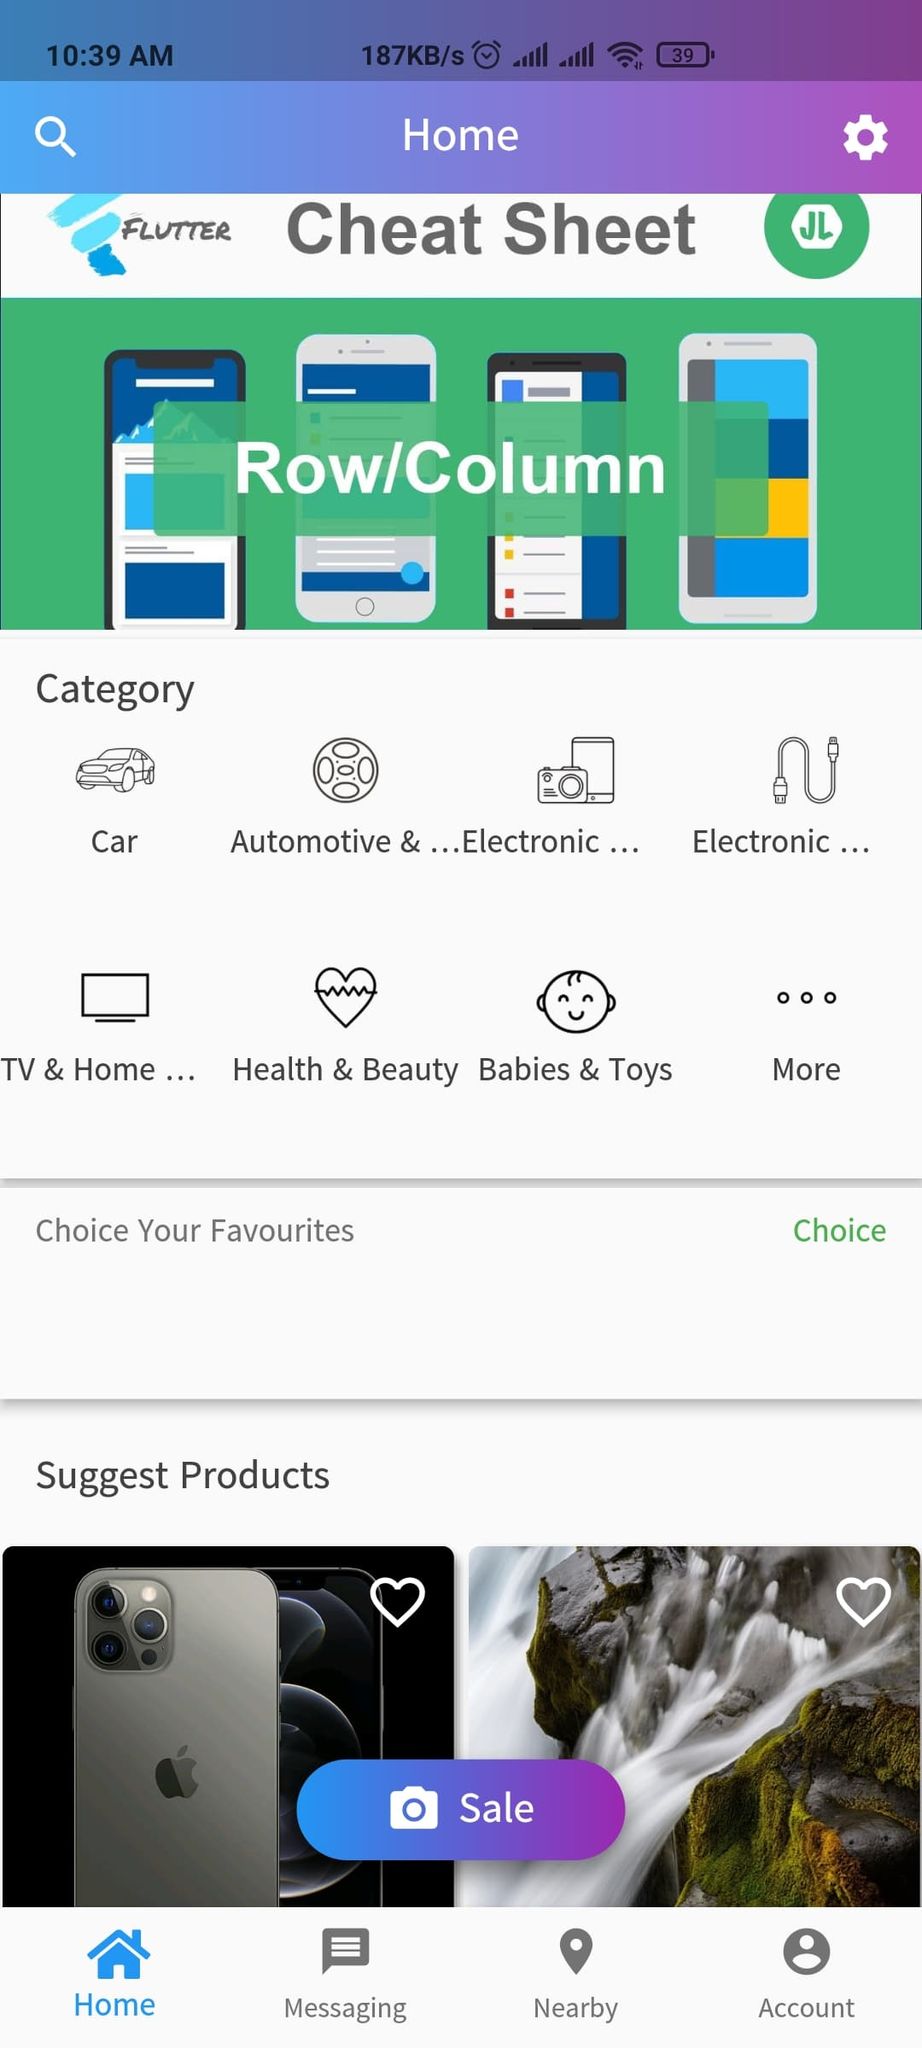 10:39 AM 187KB/s 39
Home
FLUTTER Cheat Sheet JL
Row/Column
Category
Car Automotive & ... Electronic ... Electronic ...
TV & Home ... Health & Beauty Babies & Toys More
Choice Your Favourites Choice
Suggest Products
Sale
Home Messaging Nearby Account